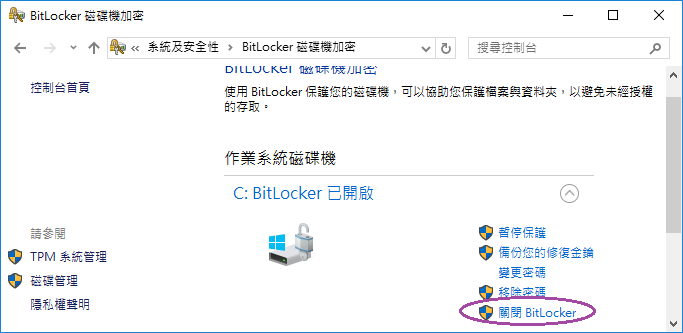 BitLocker 磁碟機加密
« 系統及安全性 › BitLocker 磁碟機加密
搜尋控制台
控制台首頁
BitLocker 磁碟機加密
使用 BitLocker 保護您的磁碟機，可以協助您保護檔案與資料夾，以避免未經授權
的存取。
作業系統磁碟機
C: BitLocker 已開啟
暫停保護
備份您的修復金鑰
變更密碼
移除密碼
關閉 BitLocker
請參閱
TPM 系統管理
磁碟管理
隱私權聲明